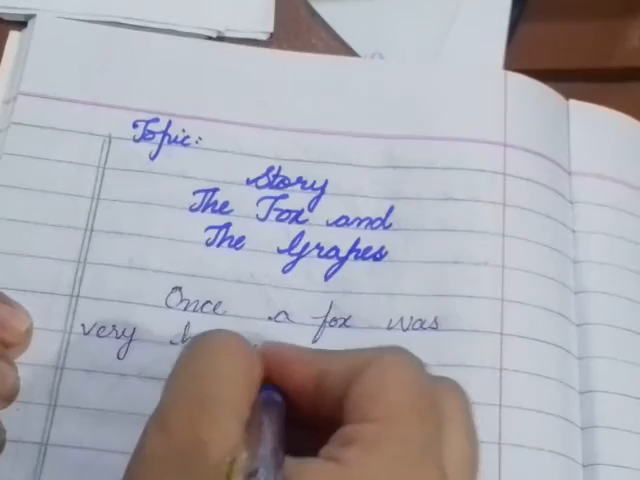 Topic:
Story
The Fox and
The Grapes
Once a fox was
very